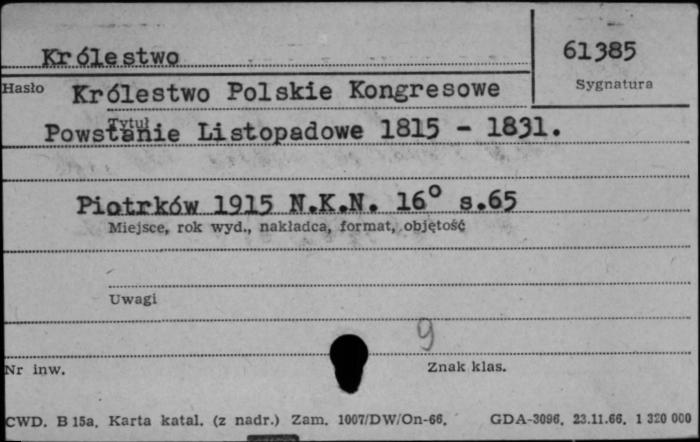 Królestwo
61385
Hasło
Sygnatura
Królestwo Polskie Kongresowe
Tytuł
Powstanie Listopadowe 1815 - 1831.
Piotrków 1915 N.K.N. 16° s.65
Miejsce, rok wyd., nakładca, format, objętość
Uwagi
9
Nr inw.
Znak klas.
CWD. B 15a. Karta katal. (z nadr.) Zam. 1007/DW/On-66. GDA-3096. 23.11.66. 1 320 000